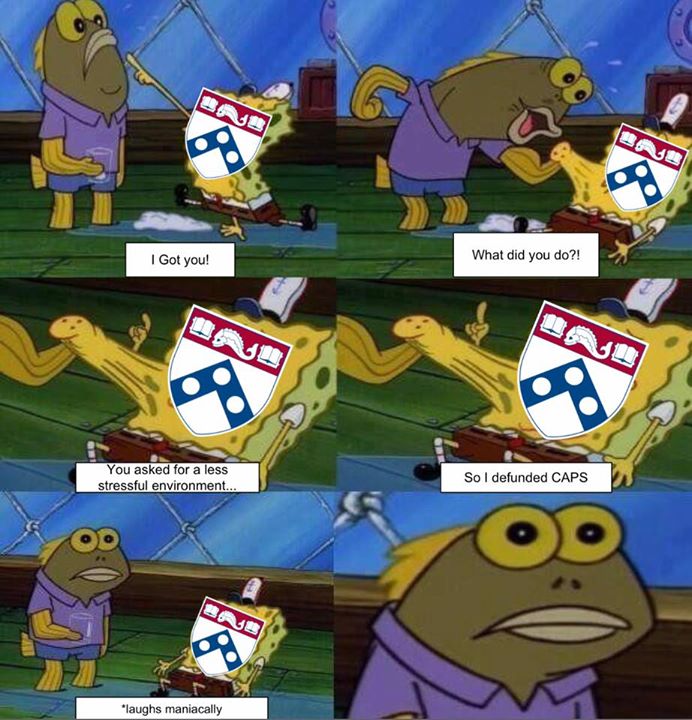 I Got you!
What did you do?!
You asked for a less
stressful environment...
So I defunded CAPS
*laughs maniacally